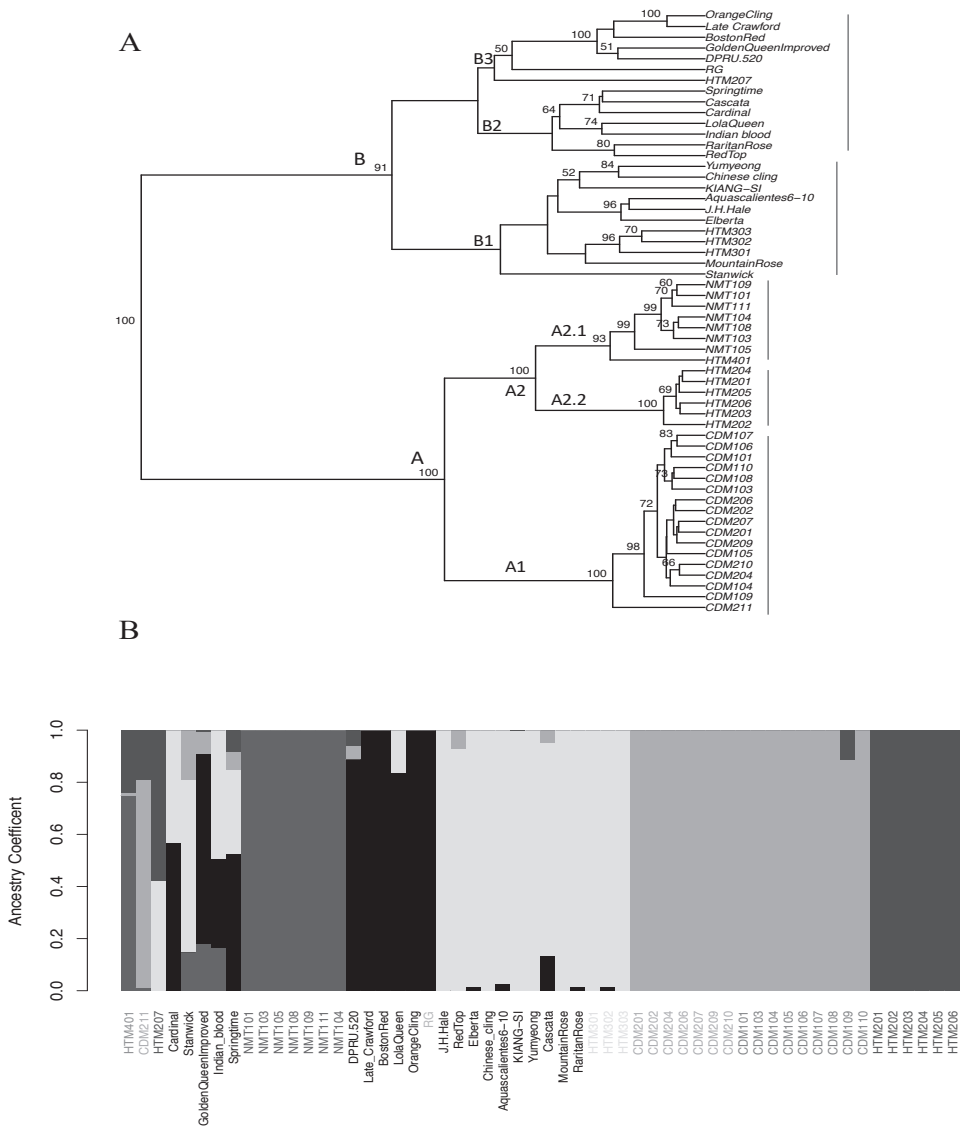 A
OrangeCling
Late Crawford
BostonRed
GoldenQueenImproved
DPRU.520
RG
HTM207
Springtime
Cascata
Cardinal
LolaQueen
Indian blood
RaritanRose
RedTop
Yumyeong
Chinese cling
KIANG–SI
Aquascalientes6–10
J.H.Hale
Elberta
HTM303
HTM302
HTM301
MountainRose
Stanwick
NMT109
NMT101
NMT111
NMT104
NMT108
NMT103
NMT105
HTM401
HTM204
HTM201
HTM205
HTM206
HTM203
HTM202
CDM107
CDM106
CDM101
CDM110
CDM108
CDM103
CDM206
CDM202
CDM207
CDM201
CDM209
CDM105
CDM210
CDM204
CDM104
CDM109
CDM211
100
100
51
50
B3
71
64
B2
74
80
B
91
84
52
96
70
96
B1
60
70
99
73
99
A2.1
93
100
A2
69
A2.2
100
100
A
100
83
73
72
66
98
A1
100
B
Ancestry Coefficent
1.0
0.8
0.6
0.4
0.2
0.0
HTM401
CDM211
HTM207
Cardinal
Stanwick
GoldenQueenImproved
Indian_blood
Springtime
NMT101
NMT103
NMT105
NMT108
NMT109
NMT111
NMT104
DPRU.520
Late_Crawford
BostonRed
LolaQueen
OrangeCling
RG
J.H.Hale
RedTop
Elberta
Chinese_cling
Aquascalientes6-10
KIANG-SI
Yumyeong
Cascata
MountainRose
RaritanRose
HTM301
HTM302
HTM303
CDM201
CDM202
CDM204
CDM206
CDM207
CDM209
CDM210
CDM101
CDM103
CDM104
CDM105
CDM106
CDM107
CDM108
CDM109
CDM110
HTM201
HTM202
HTM203
HTM204
HTM205
HTM206